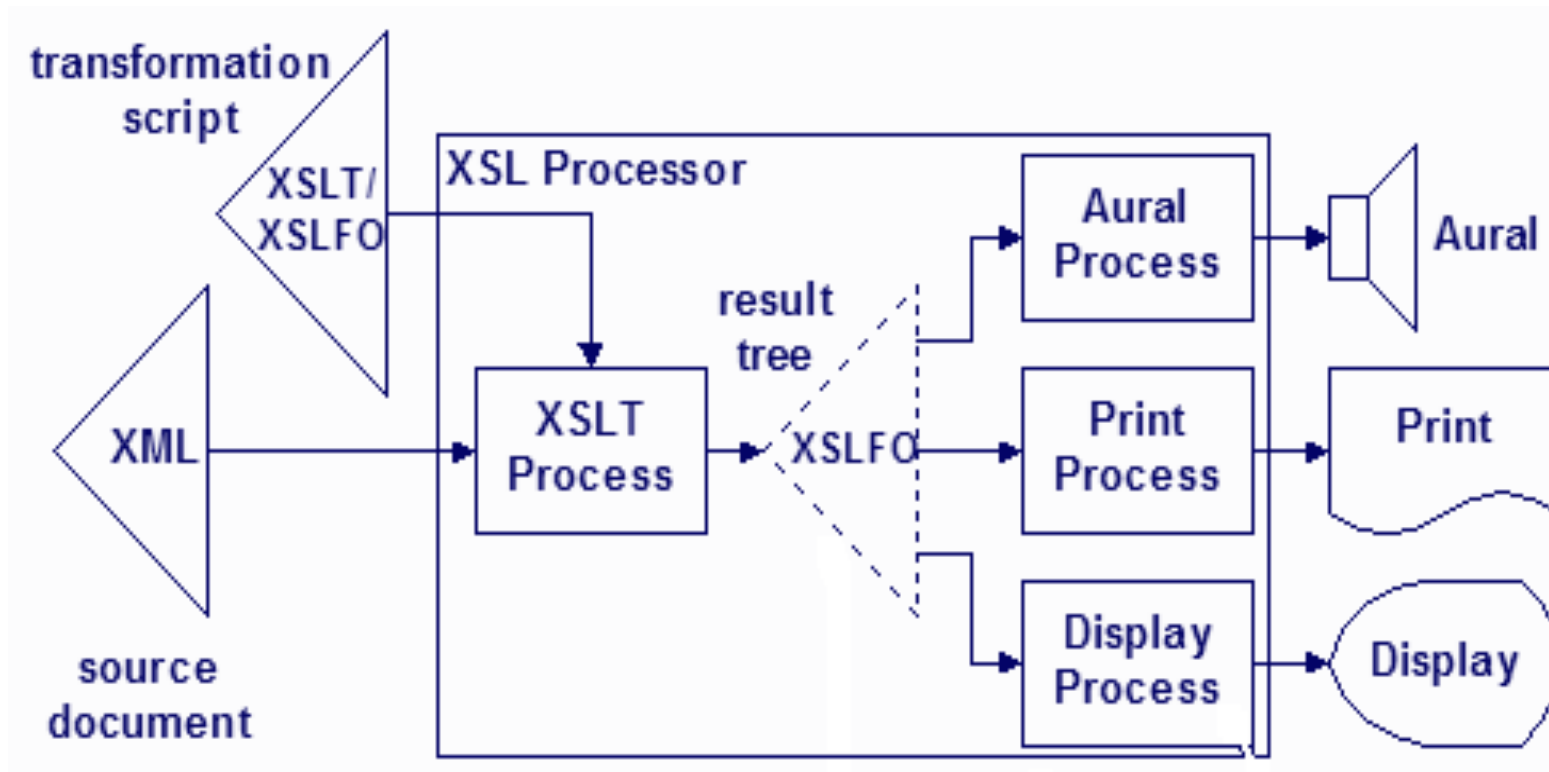 transformation
script
XSLT/
XSLFO
XML
source
document
XSL Processor
XSLT
Process
result
tree
XSLFO
Aural
Process
Print
Process
Display
Process
Aural
Print
Display